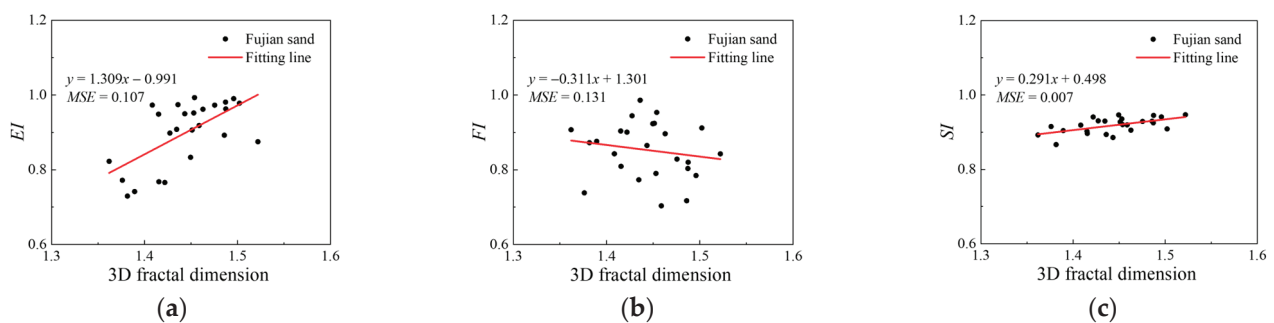 1.2
1.0
0.8
0.6
EI
Fujian sand
Fitting line
y = 1.309x – 0.991
MSE = 0.107
1.3 1.4 1.5 1.6
3D fractal dimension
(a)
1.2
1.0
0.8
0.6
FI
Fujian sand
Fitting line
y = –0.311x + 1.301
MSE = 0.131
1.3 1.4 1.5 1.6
3D fractal dimension
(b)
1.2
1.0
0.8
0.6
SI
Fujian sand
Fitting line
y = 0.291x + 0.498
MSE = 0.007
1.3 1.4 1.5 1.6
3D fractal dimension
(c)